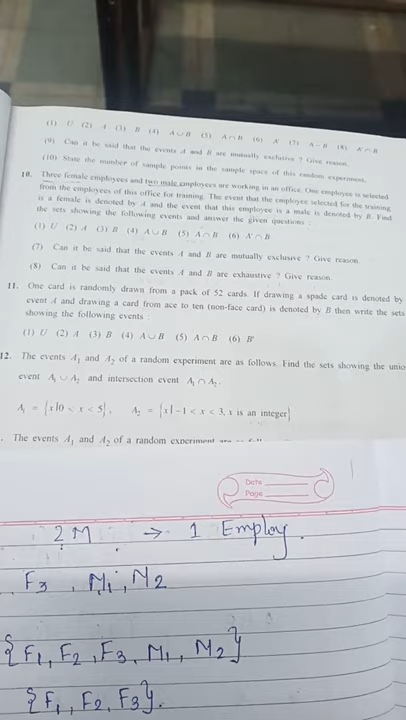 (1) U (2) A (3) B (4) A ∪ B (5) A ∩ B (6) A' (7) A − B (8) A' ∩ B
(9) Can it be said that the events A and B are mutually exclusive ? Give reason.
(10) State the number of sample points in the sample space of this random experiment.
10. Three female employees and two male employees are working in an office. One employee is selected
from the employees of this office for training. The event that the employee selected for the training
is a female is denoted by A and the event that this employee is a male is denoted by B. Find
the sets showing the following events and answer the given questions :
(1) U (2) A (3) B (4) A ∪ B (5) A ∩ B (6) A' ∩ B
(7) Can it be said that the events A and B are mutually exclusive ? Give reason.
(8) Can it be said that the events A and B are exhaustive ? Give reason.
11. One card is randomly drawn from a pack of 52 cards. If drawing a spade card is denoted by
event A and drawing a card from ace to ten (non-face card) is denoted by B then write the sets
showing the following events :
(1) U (2) A (3) B (4) A ∪ B (5) A ∩ B (6) B'
12. The events A₁ and A₂ of a random experiment are as follows. Find the sets showing the unio
event A₁ ∪ A₂ and intersection event A₁ ∩ A₂.
A₁ = {x | 0 < x < 5}, A₂ = {x | −1 < x < 3, x is an integer}
. The events A₁ and A₂ of a random experiment are
Date
Page
2 M → 1 Employ.
F3, M1, M2
{F1, F2, F3, M1, M2}
{F1, F2, F3}.